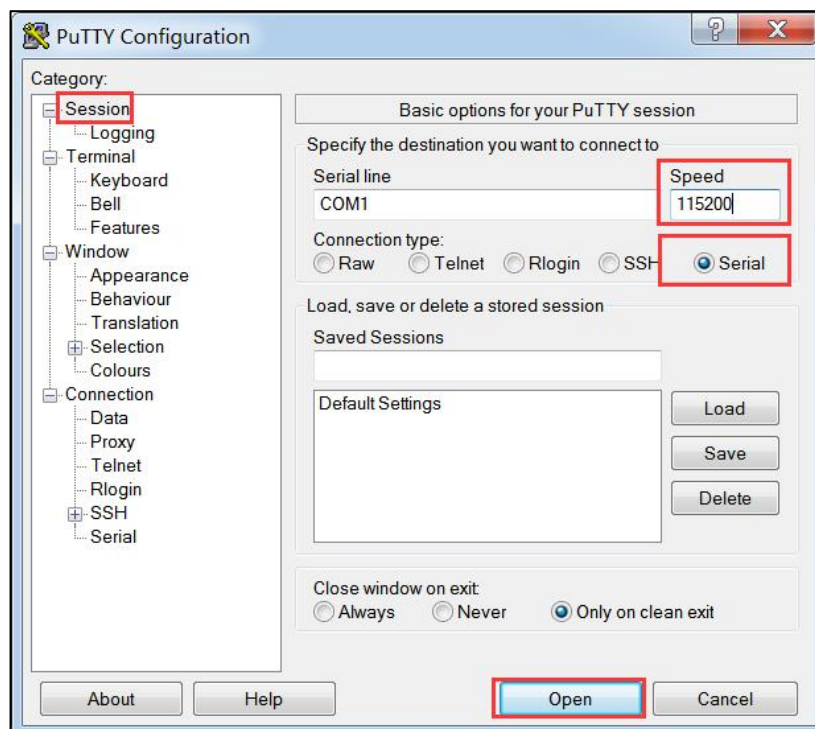 PuTTY Configuration
Category:
Session
Logging
Terminal
Keyboard
Bell
Features
Window
Appearance
Behaviour
Translation
Selection
Colours
Connection
Data
Proxy
Telnet
Rlogin
SSH
Serial
Basic options for your PuTTY session
Specify the destination you want to connect to
Serial line Speed
COM1 115200
Connection type:
Raw Telnet Rlogin SSH Serial
Load, save or delete a stored session
Saved Sessions
Default Settings
Load
Save
Delete
Close window on exit:
Always Never Only on clean exit
About Help Open Cancel